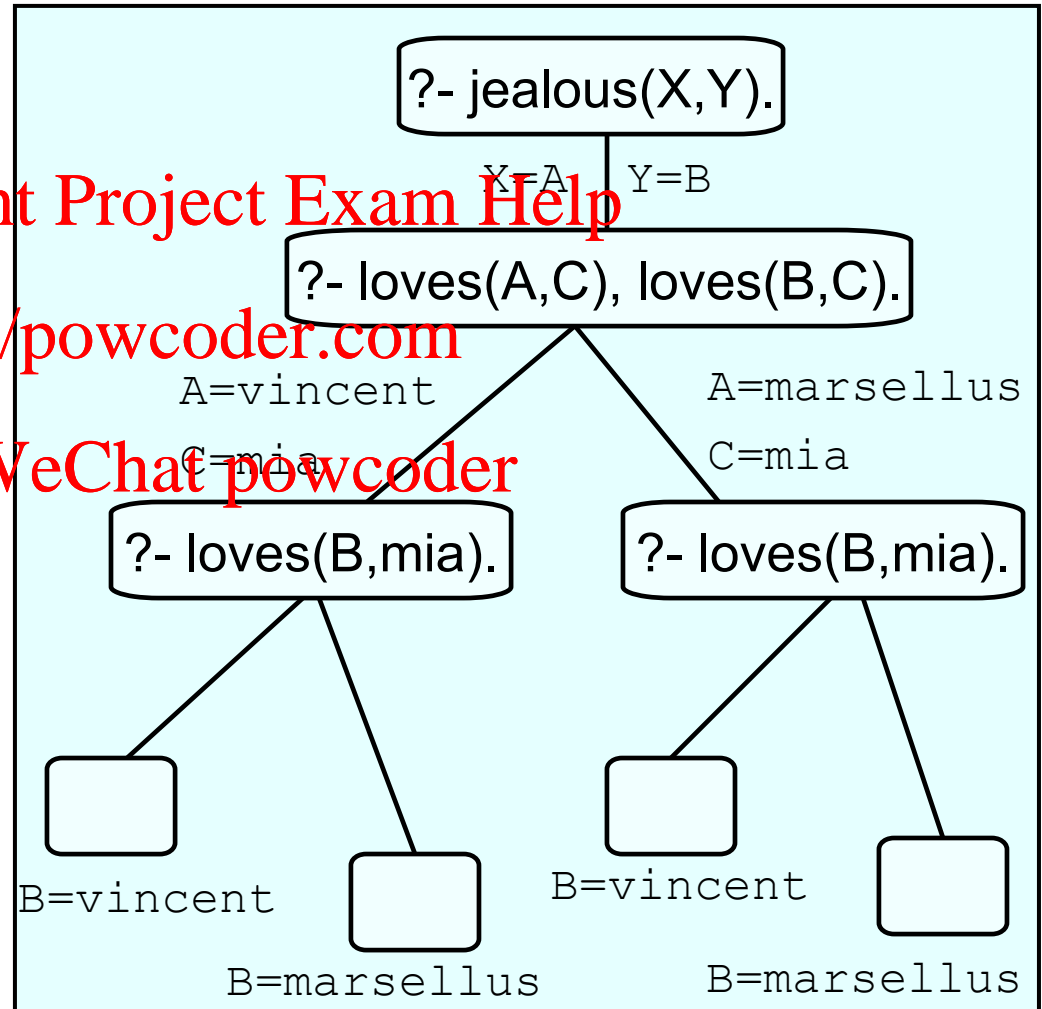 ?- jealous(X,Y).
X=A Y=B
nt Project Exam Help
?- loves(A,C), loves(B,C).
/powcoder.com
A=vincent A=marsellus
C=mia C=mia
WeChat powcoder
?- loves(B,mia). ?- loves(B,mia).
B=vincent B=vincent
B=marsellus B=marsellus